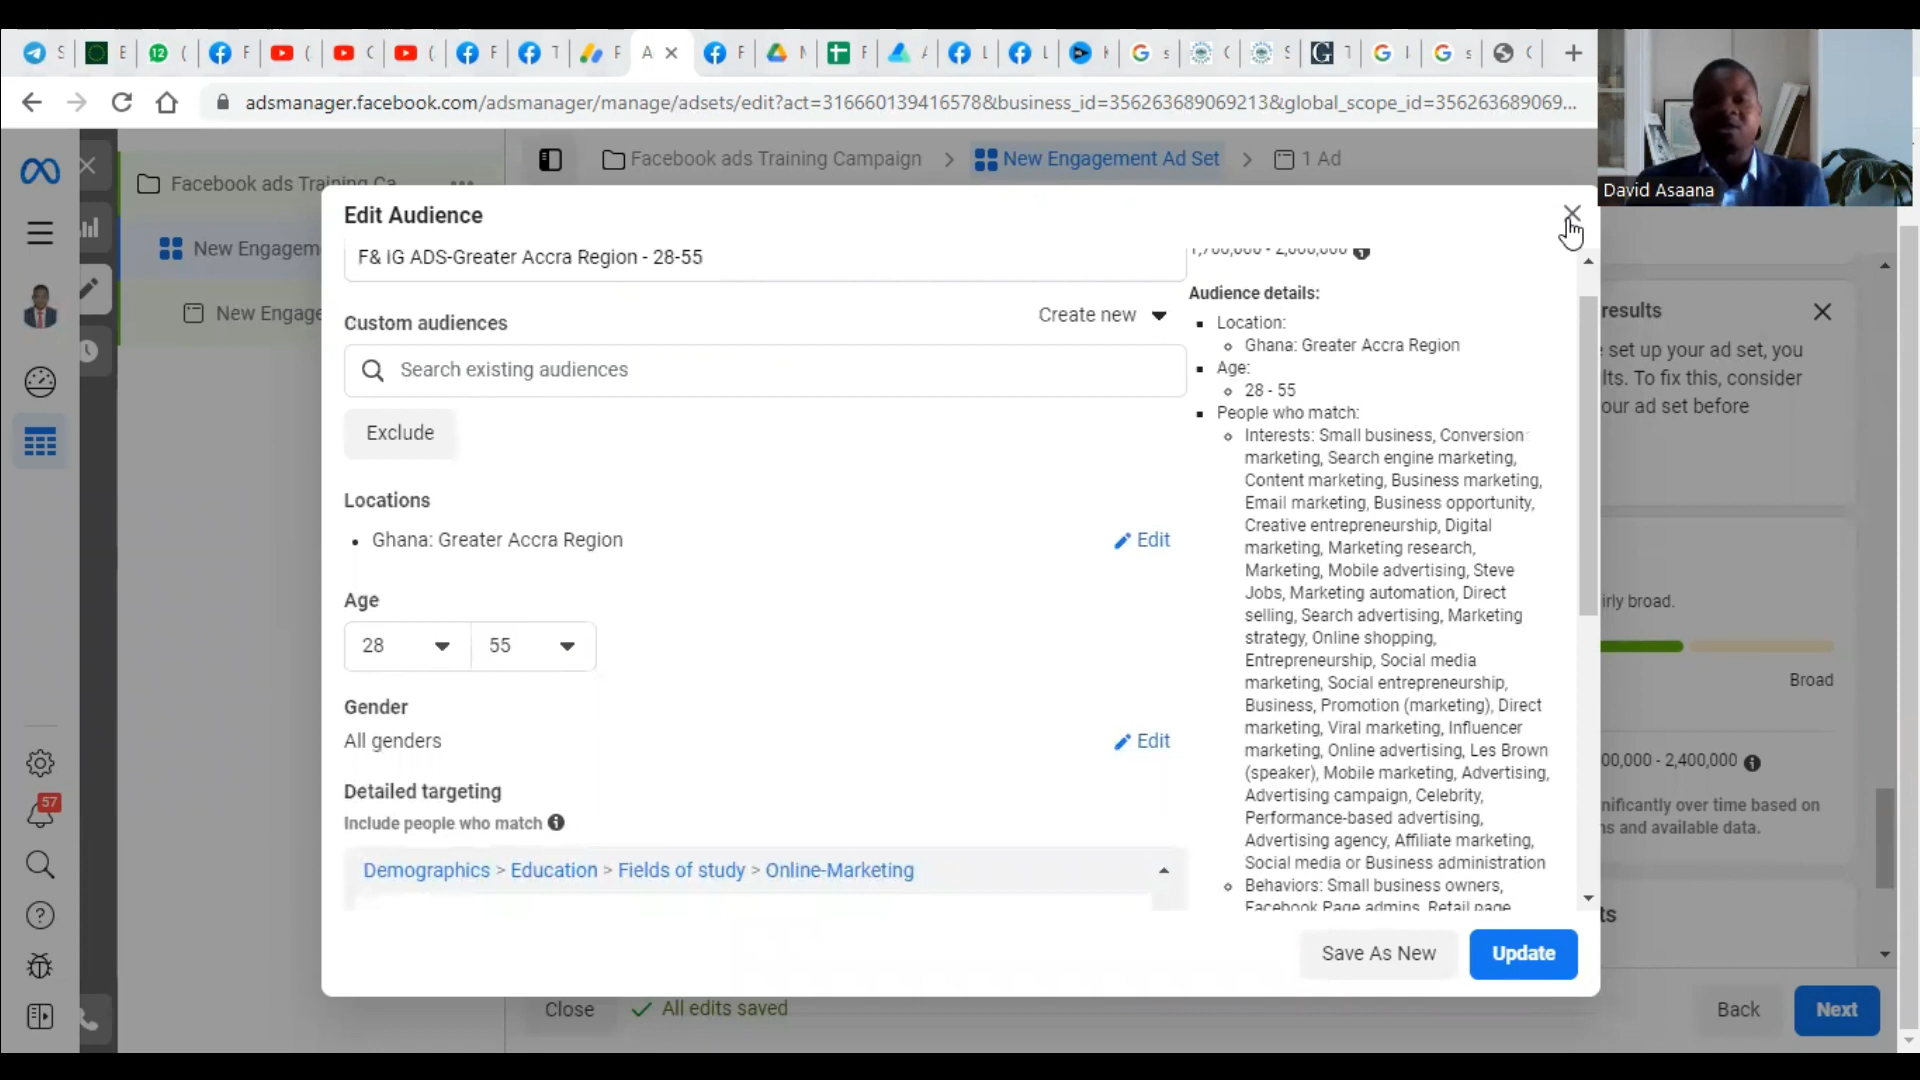 adsmanager.facebook.com/adsmanager/manage/adsets/edit?act=316660139416578&business_id=356263689069213&global_scope_id=356263689069...
David Asaana
Facebook ads Training Campaign > New Engagement Ad Set > 1 Ad
Facebook ads Training Ca
New Engagem
New Engage
57
Edit Audience
F& IG ADS-Greater Accra Region - 28-55
Custom audiences
Create new
Search existing audiences
Exclude
Locations
Ghana: Greater Accra Region
Edit
Age
28
55
Gender
All genders
Edit
Detailed targeting
Include people who match
Demographics > Education > Fields of study > Online-Marketing
Audience details:
Location:
Ghana: Greater Accra Region
Age:
28 - 55
People who match:
Interests: Small business, Conversion
marketing, Search engine marketing,
Content marketing, Business marketing,
Email marketing, Business opportunity,
Creative entrepreneurship, Digital
marketing, Marketing research,
Marketing, Mobile advertising, Steve
Jobs, Marketing automation, Direct
selling, Search advertising, Marketing
strategy, Online shopping,
Entrepreneurship, Social media
marketing, Social entrepreneurship,
Business, Promotion (marketing), Direct
marketing, Viral marketing, Influencer
marketing, Online advertising, Les Brown
(speaker), Mobile marketing, Advertising,
Advertising campaign, Celebrity,
Performance-based advertising,
Advertising agency, Affiliate marketing,
Social media or Business administration
Behaviors: Small business owners,
Facebook Page admins, Retail page
Save As New
Update
results
set up your ad set, you
lts. To fix this, consider
our ad set before
irly broad.
Broad
00,000 - 2,400,000
nificantly over time based on
ns and available data.
ts
Close
All edits saved
Back
Next